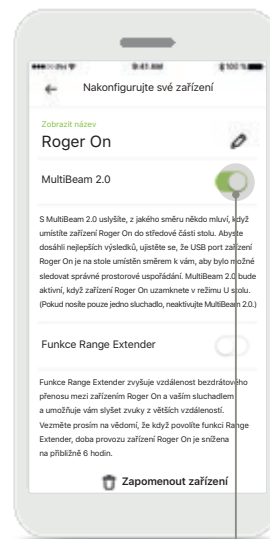 9:41 AM
100 %
Nakonfigurujte své zařízení
Zobrazit název
Roger On
MultiBeam 2.0
S MultiBeam 2.0 uslyšíte, z jakého směru někdo mluví, když
umístíte zařízení Roger On do středové části stolu. Abyste
dosáhli nejlepších výsledků, ujistěte se, že USB port zařízení
Roger On je na stole umístěn směrem k vám, aby bylo možné
sledovat správné prostorové uspořádání. MultiBeam 2.0 bude
aktivní, když zařízení Roger On uzamknete v režimu U stolu.
(Pokud nosíte pouze jedno sluchadlo, neaktivujte MultiBeam 2.0.)
Funkce Range Extender
Funkce Range Extender zvyšuje vzdálenost bezdrátového
přenosu mezi zařízením Roger On a vaším sluchadlem
a umožňuje vám slyšet zvuky z větších vzdáleností.
Vezměte prosím na vědomí, že když povolíte funkci Range
Extender, doba provozu zařízení Roger On je snížena
na přibližně 6 hodin.
Zapomenout zařízení